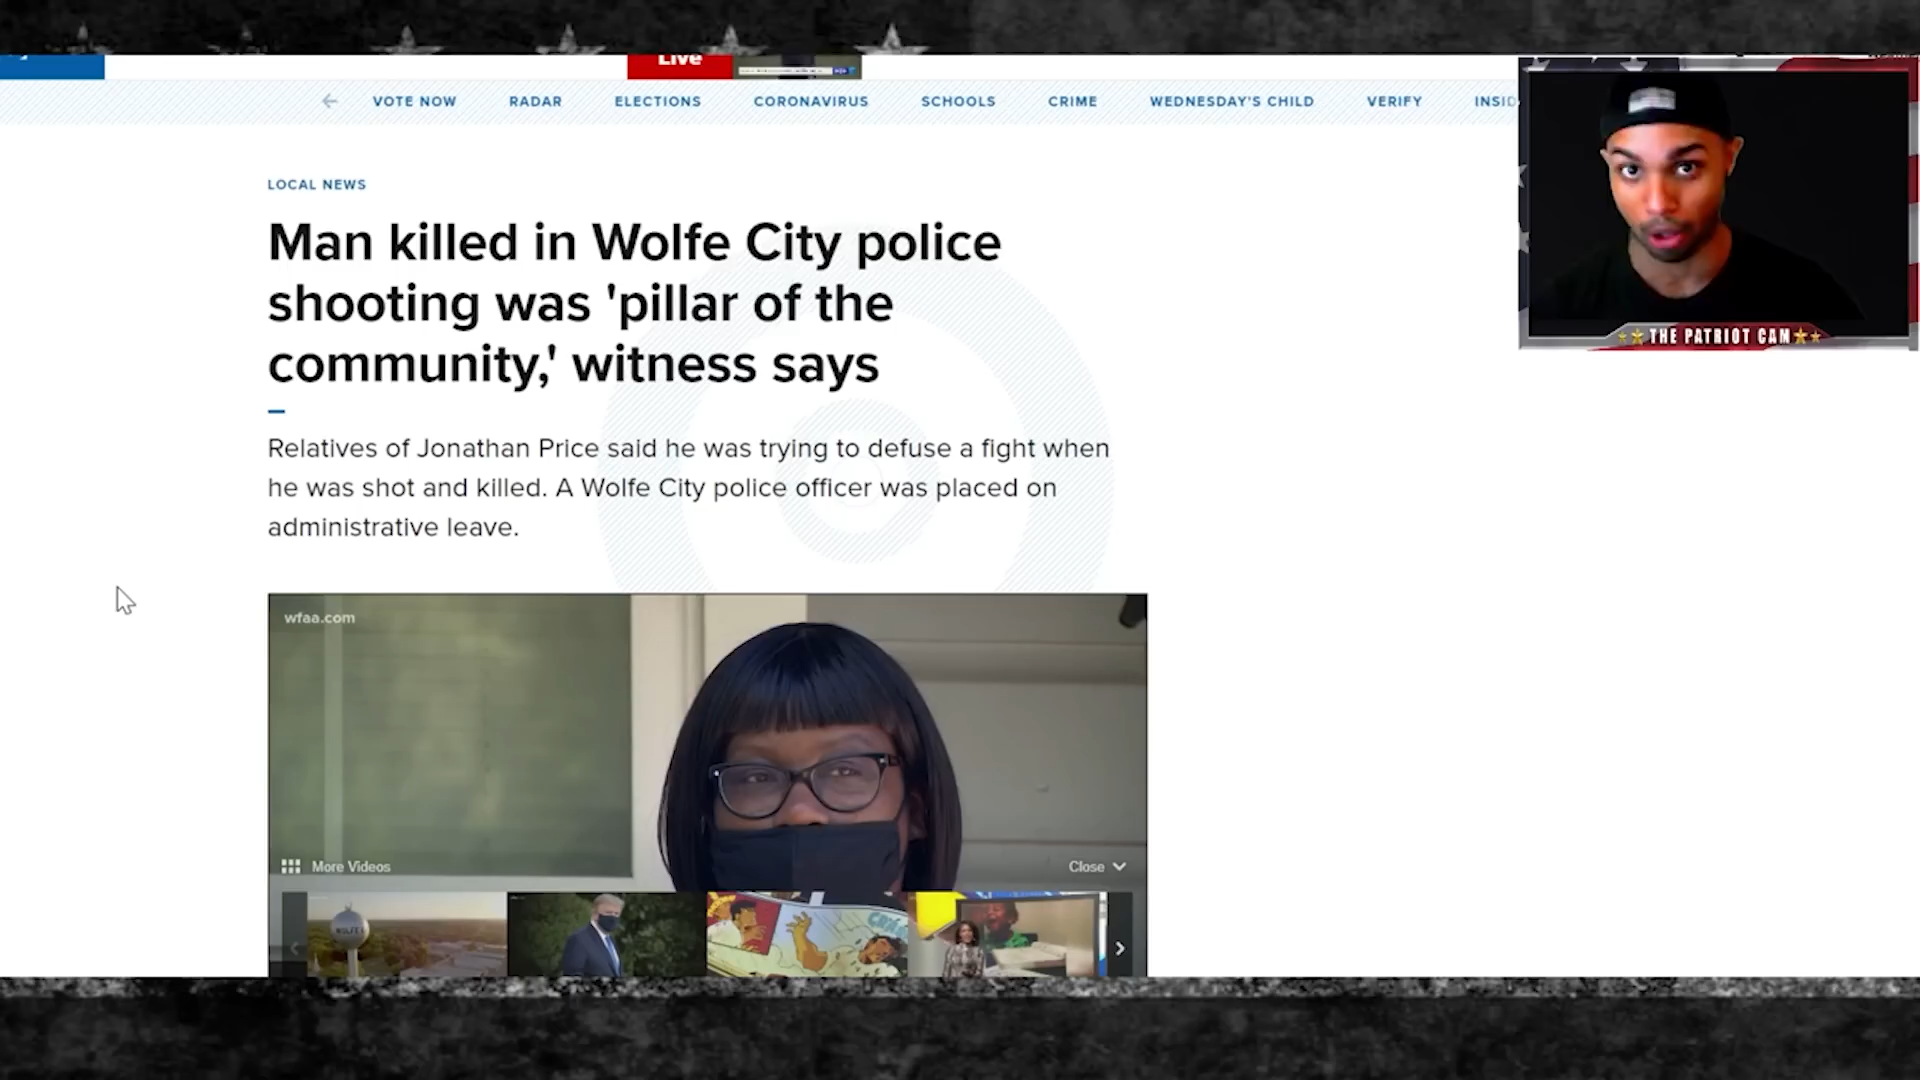 Live
VOTE NOW RADAR ELECTIONS CORONAVIRUS SCHOOLS CRIME WEDNESDAY'S CHILD VERIFY INSID
LOCAL NEWS
Man killed in Wolfe City police
shooting was 'pillar of the
community,' witness says
Relatives of Jonathan Price said he was trying to defuse a fight when
he was shot and killed. A Wolfe City police officer was placed on
administrative leave.
THE PATRIOT CAM
wfaa.com
More Videos Close
WOLFE